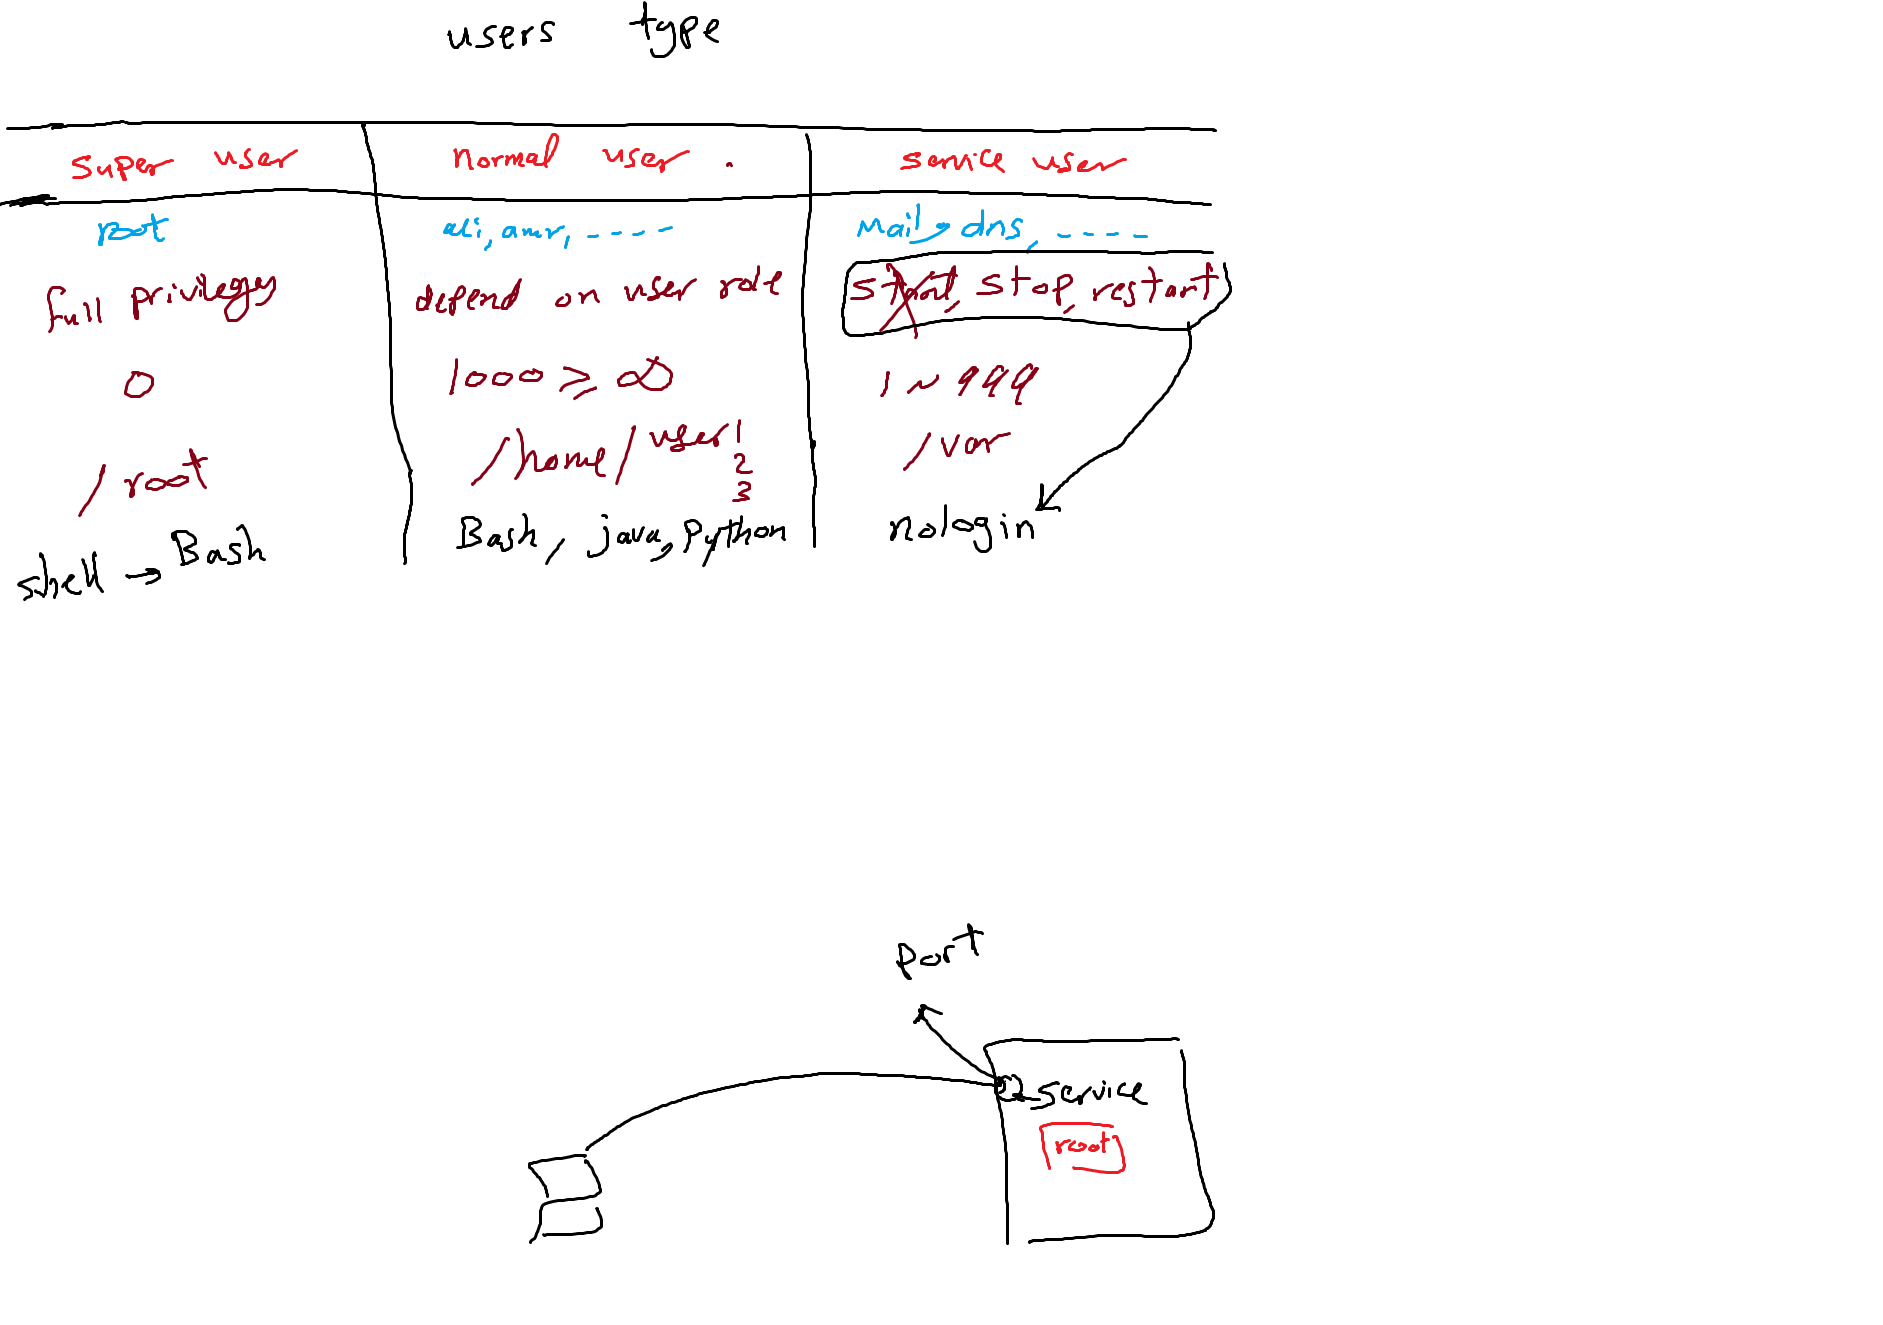 users type
super user normal user . service user
root ali, amr, ---- Mail, dns, ----
full privilegy depend on user role start, stop, restart
0 1000 ≥ ∞ 1 ~ 999
/root /home/user1 /var
2
3
shell → Bash Bash, java, Python nologin
port
service
root